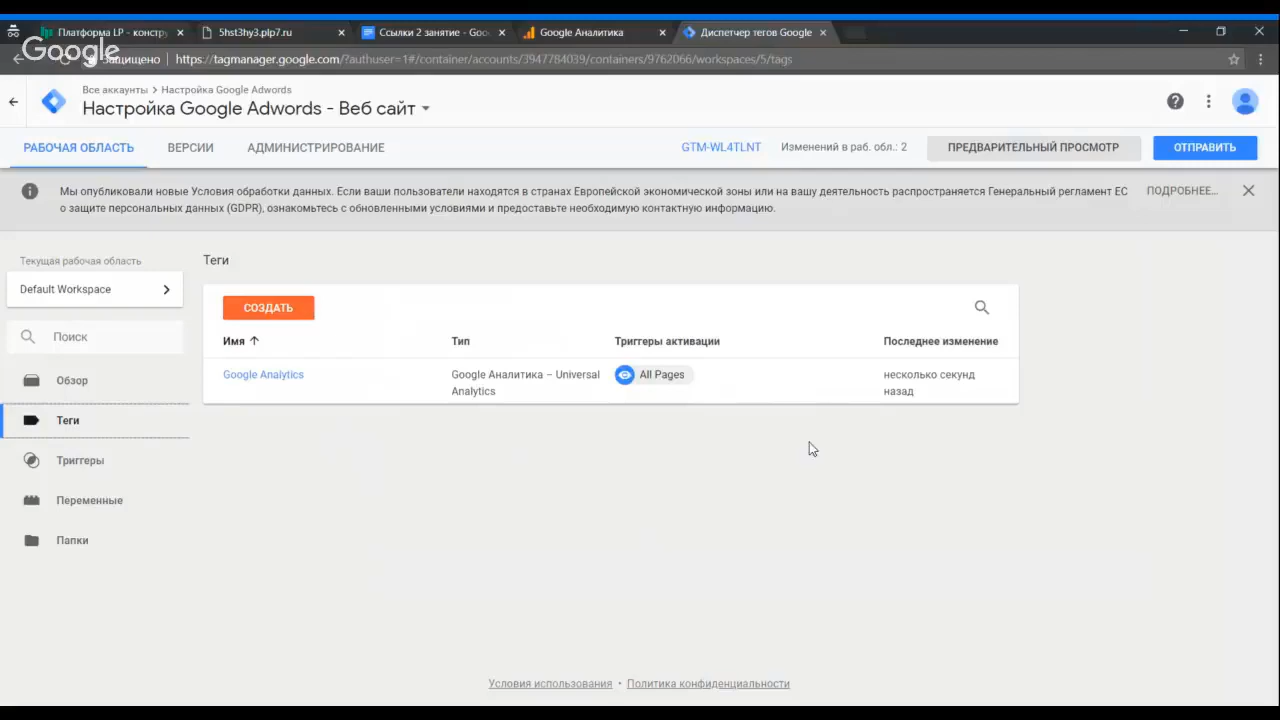 Платформа LP - констру
5hst3hy3.plp7.ru
Ссылки 2 занятие - Goo
Google Аналитика
Диспетчер тегов Google
Google
Защищено
https://tagmanager.google.com/?authuser=1#/container/accounts/3947784039/containers/9762066/workspaces/5/tags
Все аккаунты > Настройка Google Adwords
Настройка Google Adwords - Веб сайт
РАБОЧАЯ ОБЛАСТЬ
ВЕРСИИ
АДМИНИСТРИРОВАНИЕ
GTM-WL4TLNT
Изменений в раб. обл.: 2
ПРЕДВАРИТЕЛЬНЫЙ ПРОСМОТР
ОТПРАВИТЬ
Мы опубликовали новые Условия обработки данных. Если ваши пользователи находятся в странах Европейской экономической зоны или на вашу деятельность распространяется Генеральный регламент ЕС
о защите персональных данных (GDPR), ознакомьтесь с обновленными условиями и предоставьте необходимую контактную информацию.
ПОДРОБНЕЕ...
Текущая рабочая область
Default Workspace
Поиск
Обзор
Теги
Триггеры
Переменные
Папки
Теги
СОЗДАТЬ
Имя
Тип
Триггеры активации
Последнее изменение
Google Analytics
Google Аналитика – Universal
Analytics
All Pages
несколько секунд
назад
Условия использования • Политика конфиденциальности